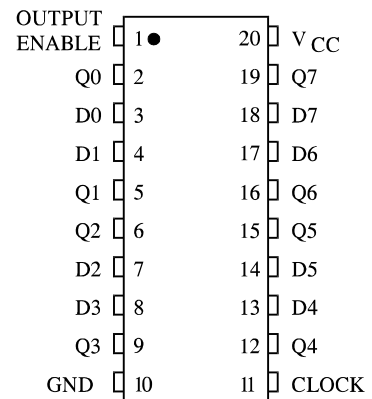 OUTPUT
ENABLE 1 20 VCC
Q0 2 19 Q7
D0 3 18 D7
D1 4 17 D6
Q1 5 16 Q6
Q2 6 15 Q5
D2 7 14 D5
D3 8 13 D4
Q3 9 12 Q4
GND 10 11 CLOCK